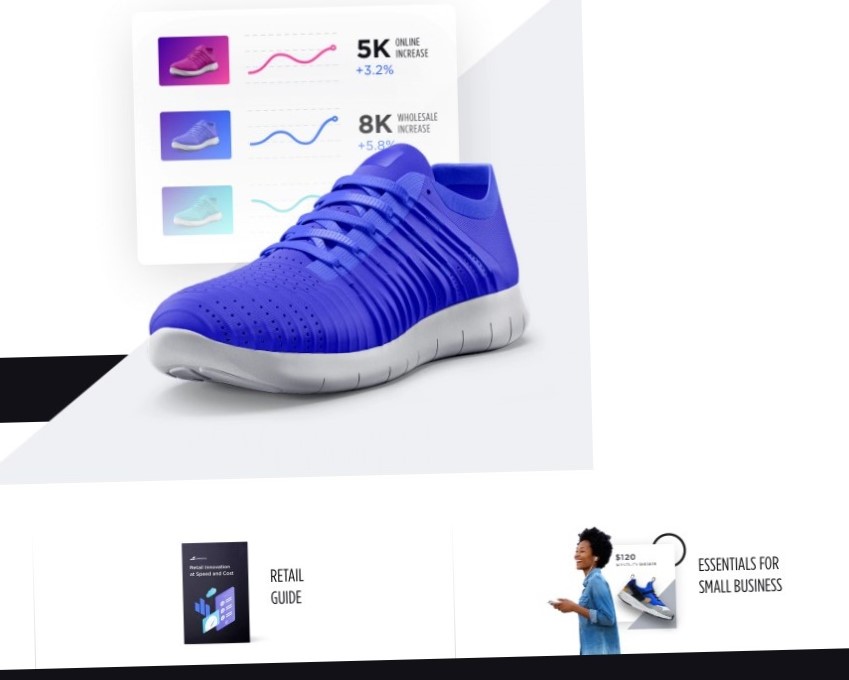 5K ONLINE
INCREASE
+3.2%
8K WHOLESALE
INCREASE
+5.8%
Retail Innovation
at Speed and Cost
RETAIL
GUIDE
$120
ESSENTIALS FOR
SMALL BUSINESS